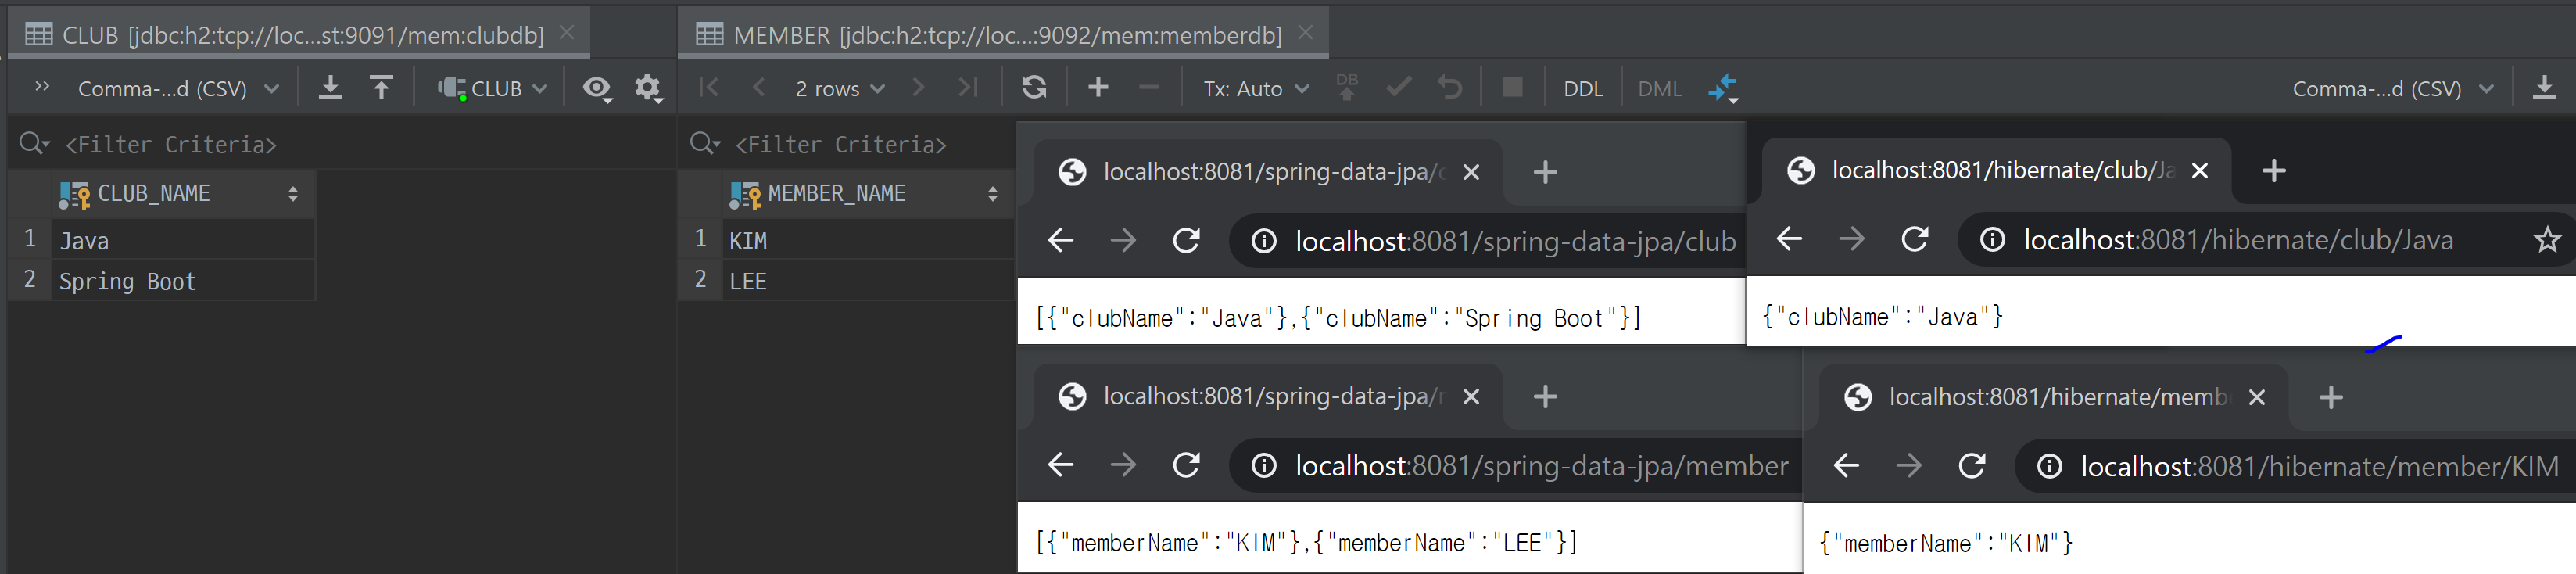 CLUB [jdbc:h2:tcp://loc...st:9091/mem:clubdb]
MEMBER [jdbc:h2:tcp://loc...:9092/mem:memberdb]
Comma-...d (CSV)
CLUB
2 rows
Tx: Auto
DB
DDL
DML
Comma-...d (CSV)
<Filter Criteria>
CLUB_NAME
1 Java
2 Spring Boot
<Filter Criteria>
MEMBER_NAME
1 KIM
2 LEE
localhost:8081/spring-data-jpa/
localhost:8081/spring-data-jpa/club
[{"clubName":"Java"},{"clubName":"Spring Boot"}]
localhost:8081/hibernate/club/Ja
localhost:8081/hibernate/club/Java
{"clubName":"Java"}
localhost:8081/spring-data-jpa/
localhost:8081/spring-data-jpa/member
[{"memberName":"KIM"},{"memberName":"LEE"}]
localhost:8081/hibernate/memb
localhost:8081/hibernate/member/KIM
{"memberName":"KIM"}